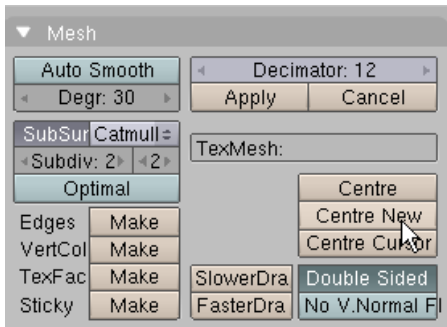 Mesh
Auto Smooth
Degr: 30
Decimator: 12
Apply Cancel
SubSur Catmull
Subdiv: 2 2
Optimal
TexMesh:
Centre
Centre New
Centre Cursor
Edges Make
VertCol Make
TexFac Make
Sticky Make
SlowerDra Double Sided
FasterDra No V.Normal Fl